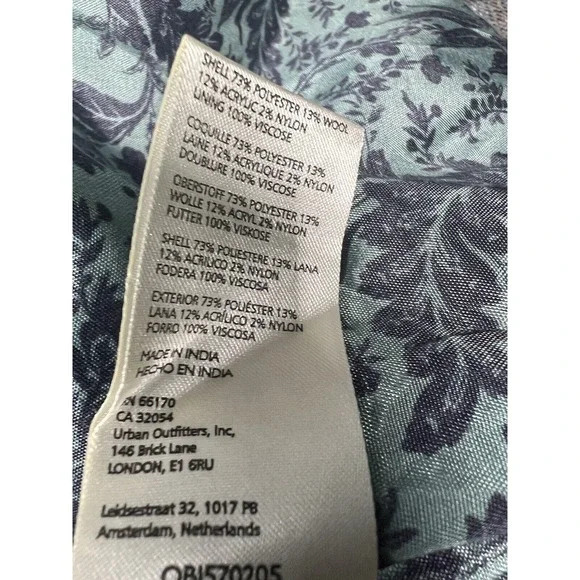 SHELL 73% POLYESTER 13% WOOL
12% ACRYLIC 2% NYLON
LINING 100% VISCOSE
COQUILLE 73% POLYESTER 13%
LAINE 12% ACRYLIQUE 2% NYLON
DOUBLURE 100% VISCOSE
OBERSTOFF 73% POLYESTER 13%
WOLLE 12% ACRYL 2% NYLON
FUTTER 100% VISKOSE
SHELL 73% POLIESTERE 13% LANA
12% ACRILICO 2% NYLON
FODERA 100% VISCOSA
EXTERIOR 73% POLIÉSTER 13%
LANA 12% ACRÍLICO 2% NYLON
FORRO 100% VISCOSA
MADE IN INDIA
HECHO EN INDIA
RN 66170
CA 32054
Urban Outfitters, Inc,
146 Brick Lane
LONDON, E1 6RU
Leidsestraat 32, 1017 PB
Amsterdam, Netherlands
OBI570205